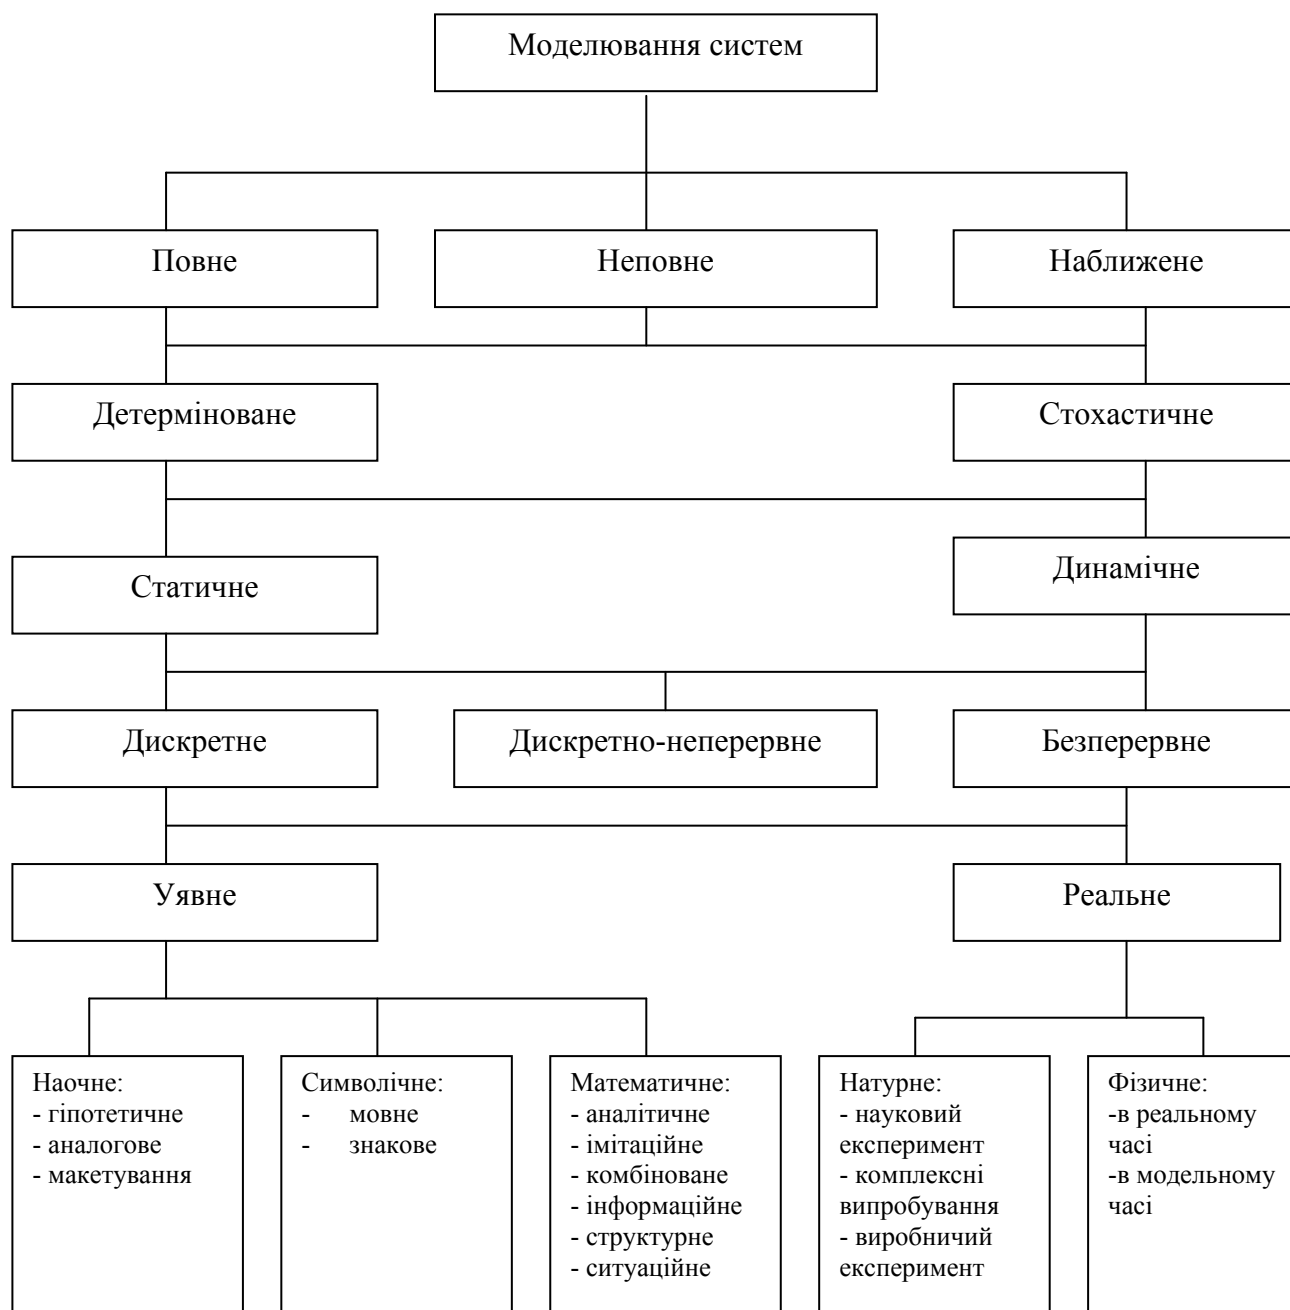 Моделювання систем
Повне
Неповне
Наближене
Детерміноване
Стохастичне
Статичне
Динамічне
Дискретне
Дискретно-неперервне
Безперервне
Уявне
Реальне
Наочне:
- гіпотетичне
- аналогове
- макетування
Символічне:
- мовне
- знакове
Математичне:
- аналітичне
- імітаційне
- комбіноване
- інформаційне
- структурне
- ситуаційне
Натурне:
- науковий
експеримент
- комплексні
випробування
- виробничий
експеримент
Фізичне:
-в реальному
часі
-в модельному
часі